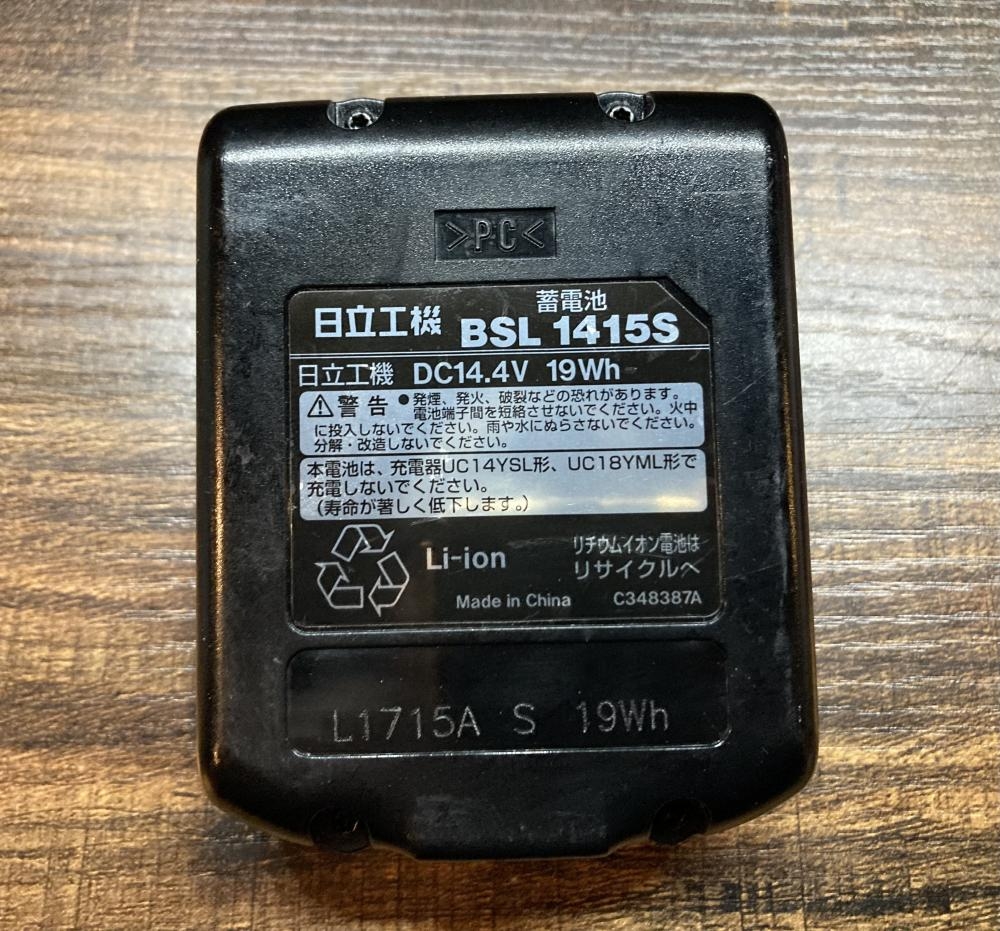 >PC<
蓄電池
日立工機 BSL 1415S
日立工機 DC14.4V 19Wh
⚠警告 ●発煙、発火、破裂などの恐れがあります。
電池端子間を短絡させないでください。火中
に投入しないでください。雨や水にぬらさないでください。
分解・改造しないでください。
本電池は、充電器UC14YSL形、UC18YML形で
充電しないでください。
(寿命が著しく低下します。)
Li-ion
リチウムイオン電池は
リサイクルへ
Made in China C348387A
L1715A S 19Wh